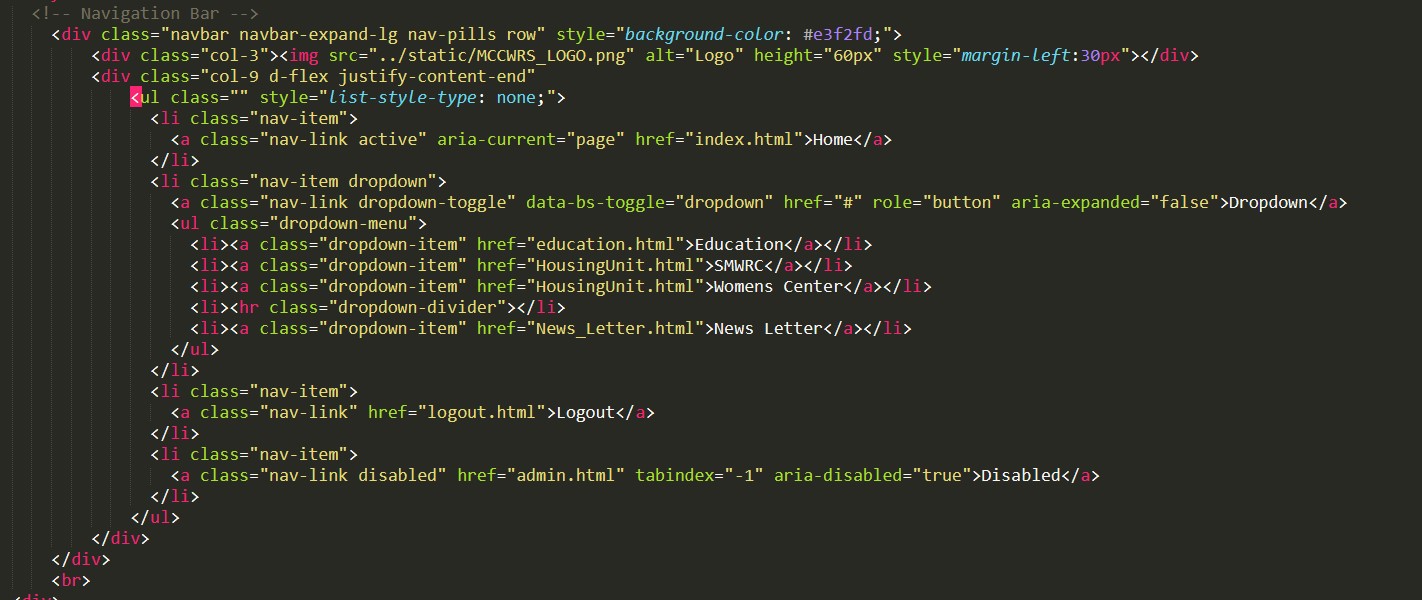 <!-- Navigation Bar -->
<div class="navbar navbar-expand-lg nav-pills row" style="background-color: #e3f2fd;">
<div class="col-3"><img src="../static/MCCWRS_LOGO.png" alt="Logo" height="60px" style="margin-left:30px"></div>
<div class="col-9 d-flex justify-content-end"
<ul class="" style="list-style-type: none;">
<li class="nav-item">
<a class="nav-link active" aria-current="page" href="index.html">Home</a>
</li>
<li class="nav-item dropdown">
<a class="nav-link dropdown-toggle" data-bs-toggle="dropdown" href="#" role="button" aria-expanded="false">Dropdown</a>
<ul class="dropdown-menu">
<li><a class="dropdown-item" href="education.html">Education</a></li>
<li><a class="dropdown-item" href="HousingUnit.html">SMWRC</a></li>
<li><a class="dropdown-item" href="HousingUnit.html">Womens Center</a></li>
<li><hr class="dropdown-divider"></li>
<li><a class="dropdown-item" href="News_Letter.html">News Letter</a></li>
</ul>
</li>
<li class="nav-item">
<a class="nav-link" href="logout.html">Logout</a>
</li>
<li class="nav-item">
<a class="nav-link disabled" href="admin.html" tabindex="-1" aria-disabled="true">Disabled</a>
</li>
</ul>
</div>
</div>
<br>